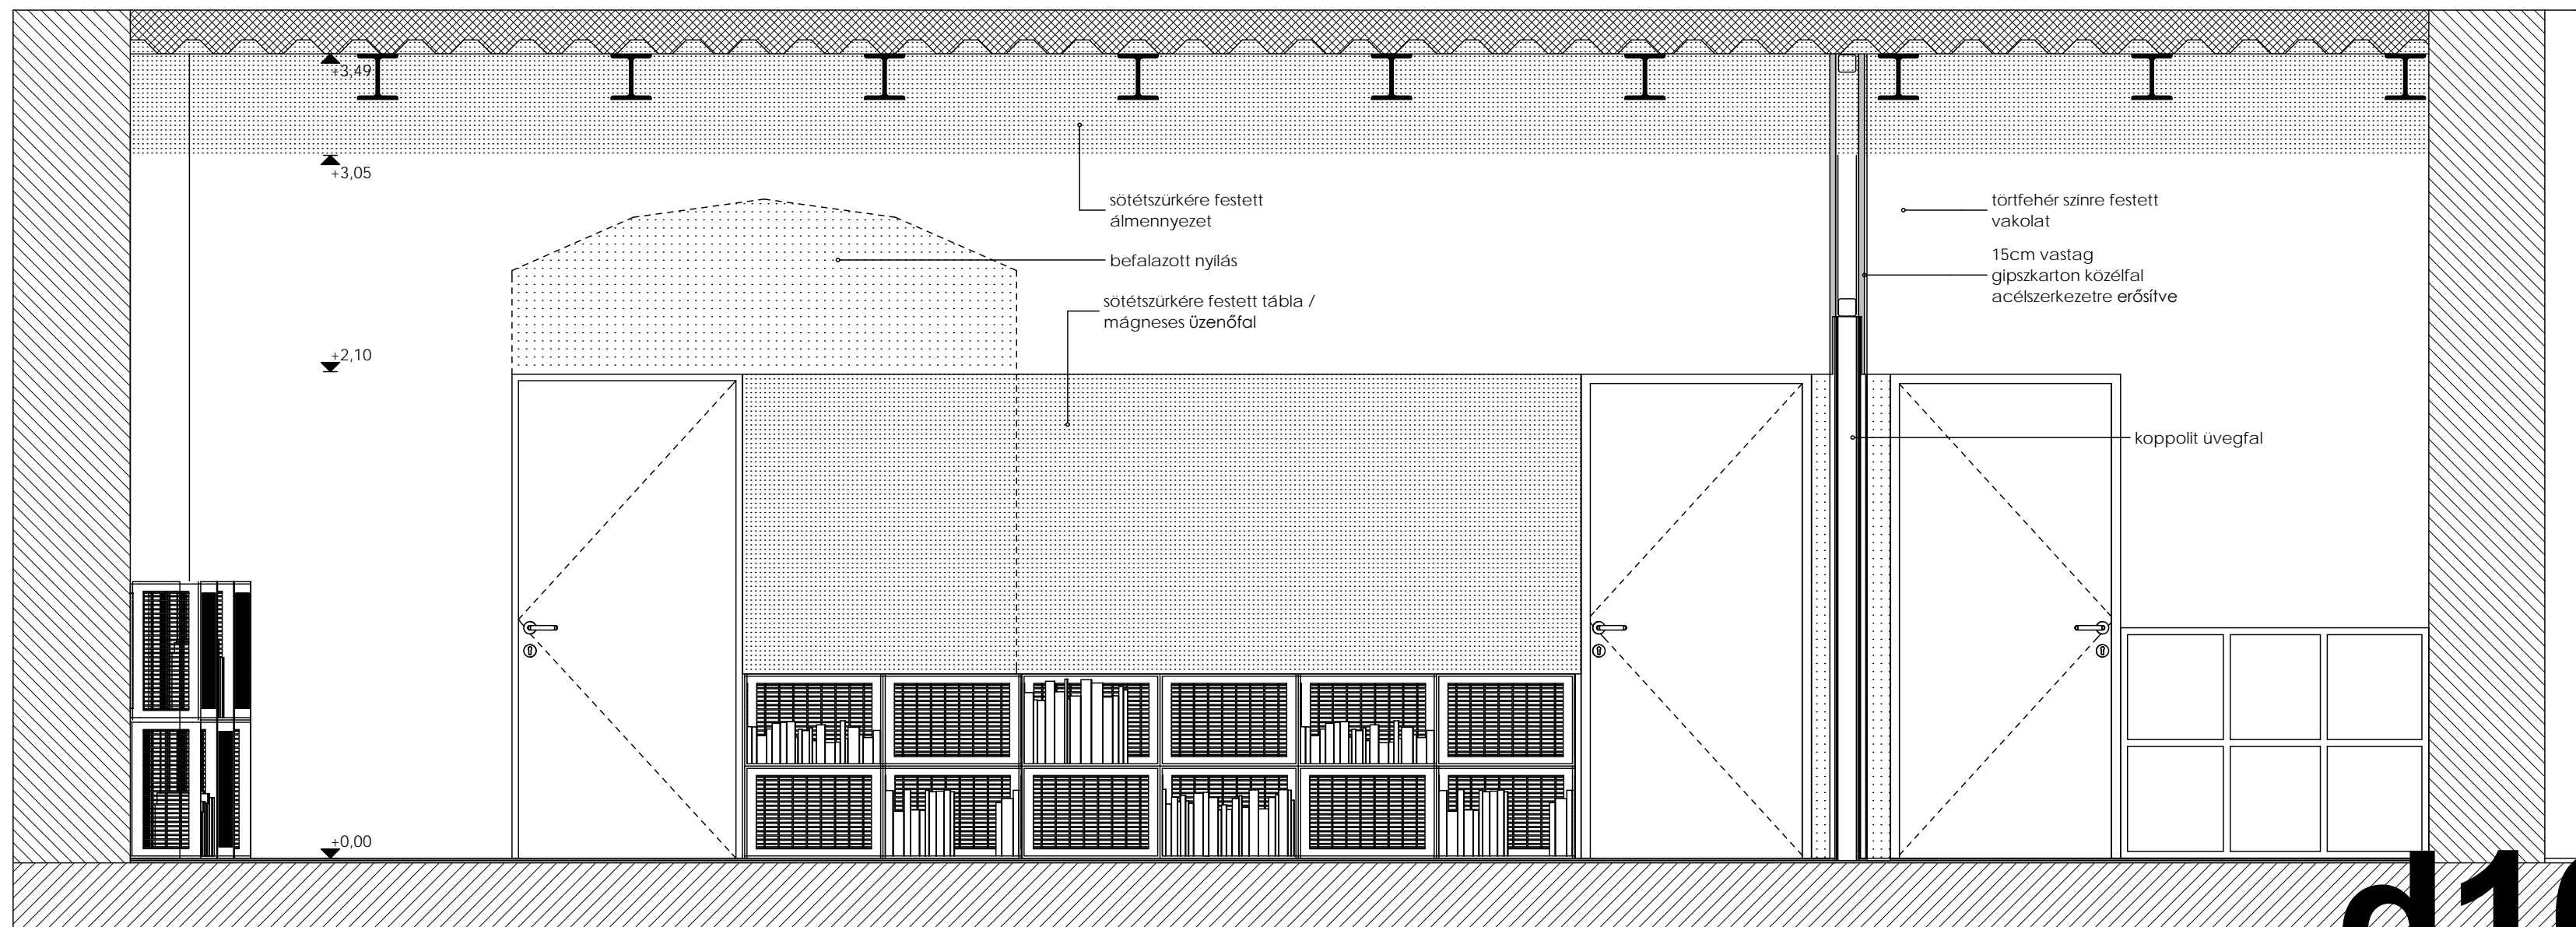 +3,49
+3,05
sötétszürkére festett
álmennyezet
törtfehér színre festett
vakolat
befalazott nyílás
15cm vastag
gipszkarton közélfal
acélszerkezetre erősítve
sötétszürkére festett tábla /
mágneses üzenőfal
+2,10
koppolit üvegfal
+0,00